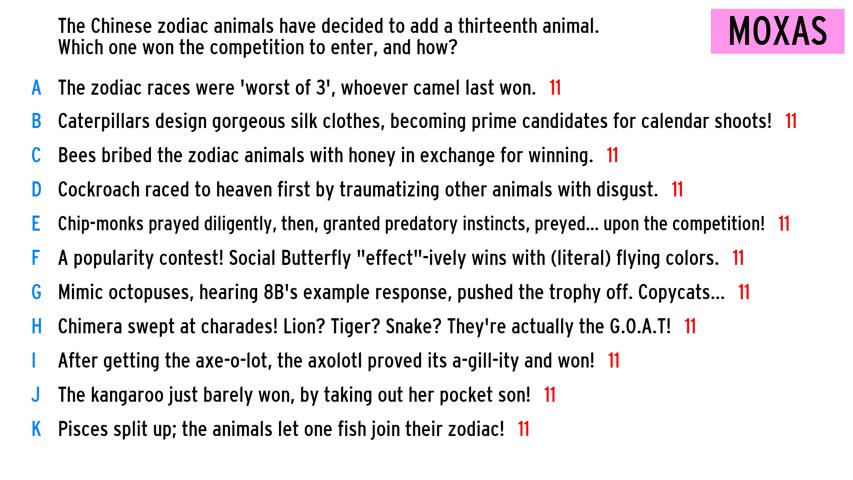 The Chinese zodiac animals have decided to add a thirteenth animal.
Which one won the competition to enter, and how?
MOXAS
A The zodiac races were 'worst of 3', whoever camel last won. 11
B Caterpillars design gorgeous silk clothes, becoming prime candidates for calendar shoots! 11
C Bees bribed the zodiac animals with honey in exchange for winning. 11
D Cockroach raced to heaven first by traumatizing other animals with disgust. 11
E Chip-monks prayed diligently, then, granted predatory instincts, preyed... upon the competition! 11
F A popularity contest! Social Butterfly "effect"-ively wins with (literal) flying colors. 11
G Mimic octopuses, hearing 8B's example response, pushed the trophy off. Copycats... 11
H Chimera swept at charades! Lion? Tiger? Snake? They're actually the G.O.A.T! 11
I After getting the axe-o-lot, the axolotl proved its a-gill-ity and won! 11
J The kangaroo just barely won, by taking out her pocket son! 11
K Pisces split up; the animals let one fish join their zodiac! 11